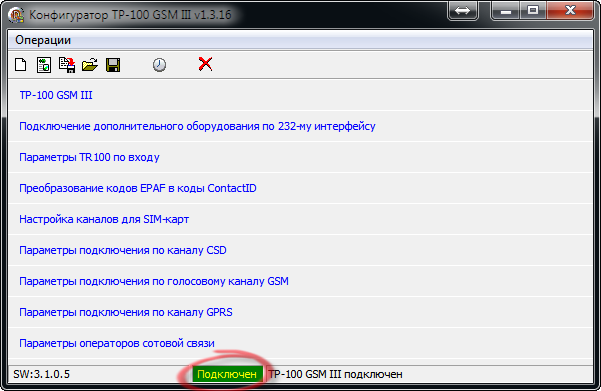 Конфигуратор TP-100 GSM III v1.3.16
Операции
TP-100 GSM III
Подключение дополнительного оборудования по 232-му интерфейсу
Параметры TR100 по входу
Преобразование кодов EPAF в коды ContactID
Настройка каналов для SIM-карт
Параметры подключения по каналу CSD
Параметры подключения по голосовому каналу GSM
Параметры подключения по каналу GPRS
Параметры операторов сотовой связи
SW:3.1.0.5 Подключен TP-100 GSM III подключен